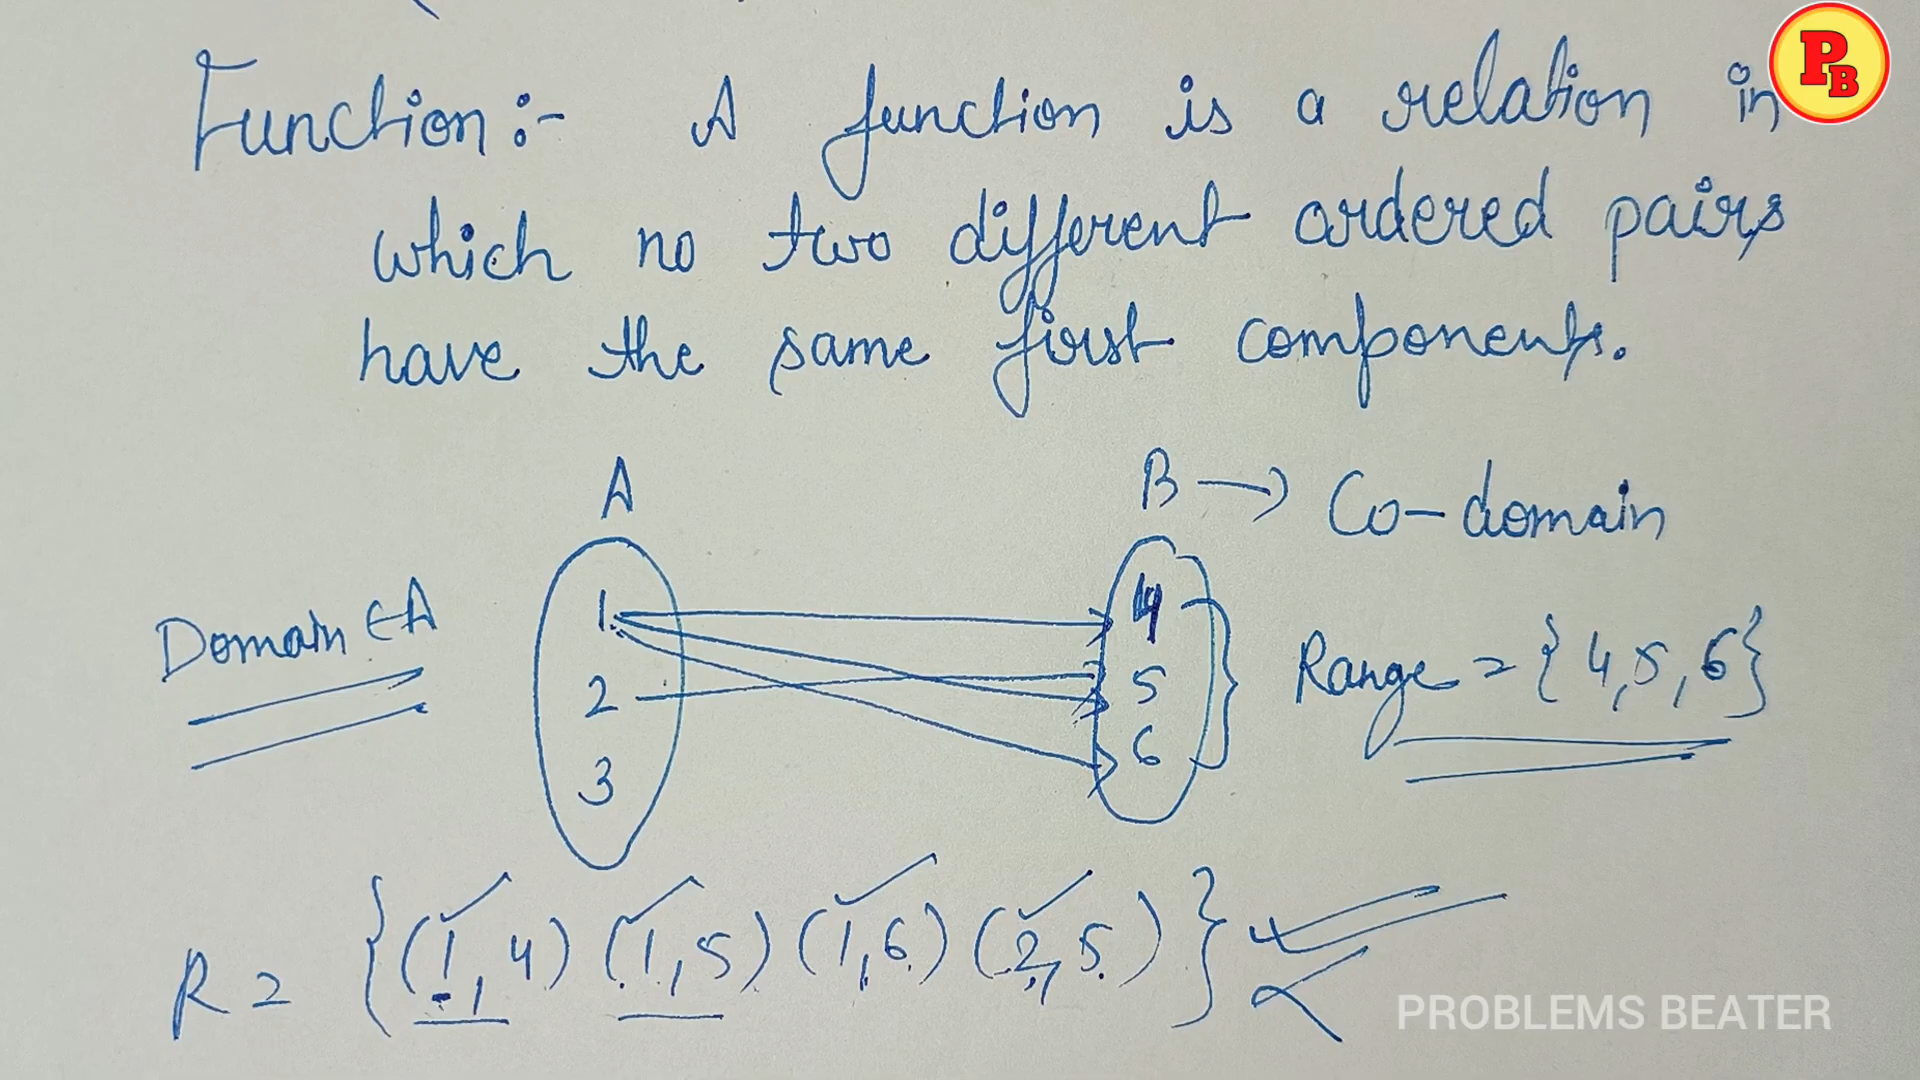 PB
Function:- A function is a relation in
which no two different ordered pairs
have the same first components.
A B → Co-domain
Domain ∈ A
1 4
2 5
3 6
Range = {4,5,6}
R = {(1,4) (1,5) (1,6) (2,5)}
PROBLEMS BEATER